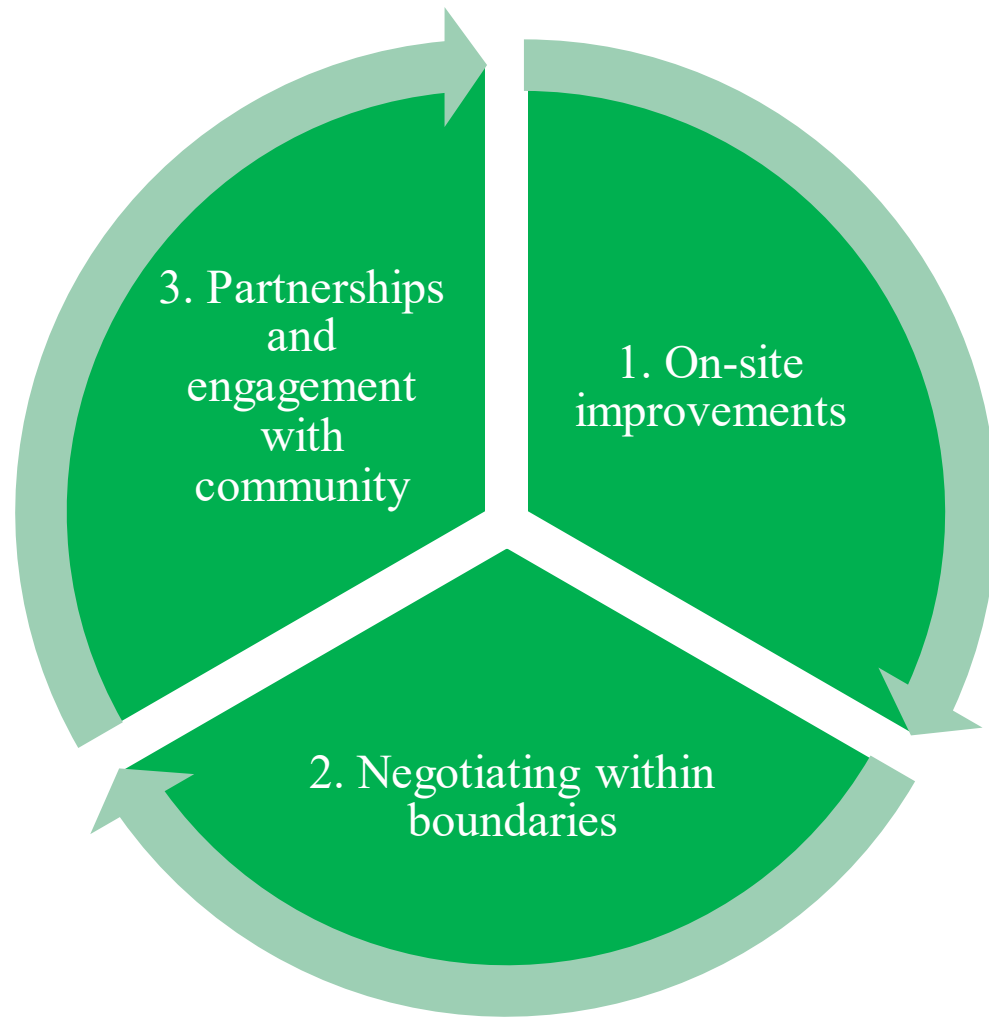 1. On-site
improvements
2. Negotiating within
boundaries
3. Partnerships
and
engagement
with
community